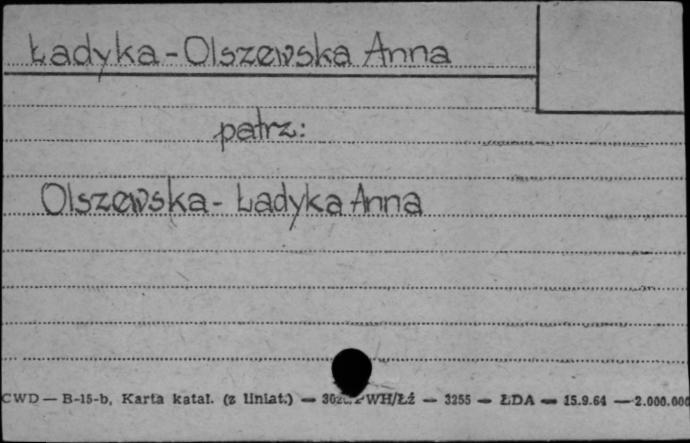 Ładyka - Olszewska Anna
patrz:
Olszewska - Ładyka Anna
CWD — B-15-b, Karta katal. (z liniat.) — WH/Łź — 3255 — ŁDA — 15.9.64 — 2.000.000